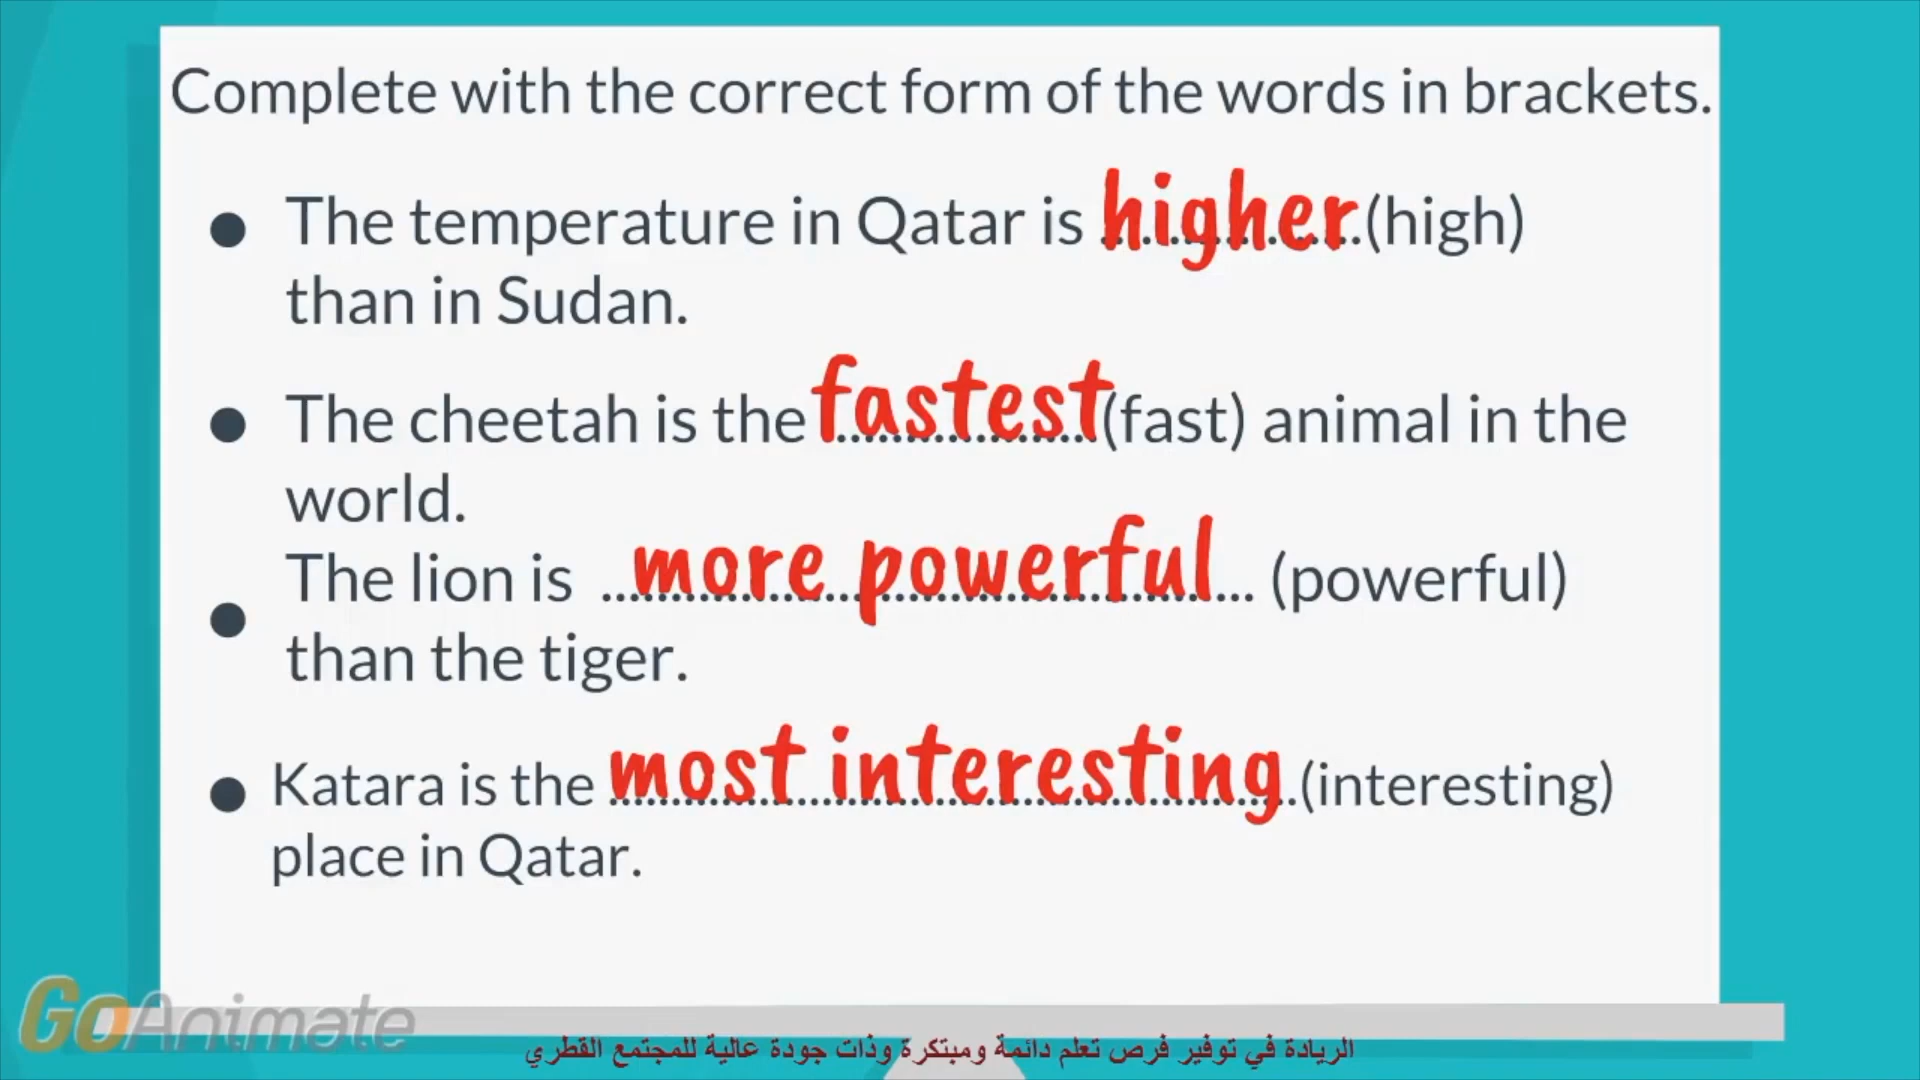 Complete with the correct form of the words in brackets.
The temperature in Qatar is higher (high)
than in Sudan.
The cheetah is the fastest (fast) animal in the
world.
The lion is ...more powerful... (powerful)
than the tiger.
Katara is the most interesting (interesting)
place in Qatar.
GoAnimate
الريادة في توفير فرص تعلم دائمة ومبتكرة وذات جودة عالية للمجتمع القطري